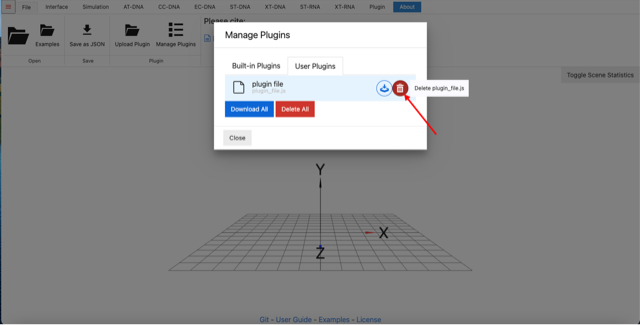 File Interface Simulation AT-DNA CC-DNA EC-DNA ST-DNA XT-DNA ST-RNA XT-RNA Plugin About
Please cite:
Examples Save as JSON Upload Plugin Manage Plugins
Open Save Plugin
Manage Plugins
Built-in Plugins User Plugins
plugin file
plugin_file.js
Delete plugin_file.js
Download All Delete All
Close
Toggle Scene Statistics
Y
X
Z
Git - User Guide - Examples - License